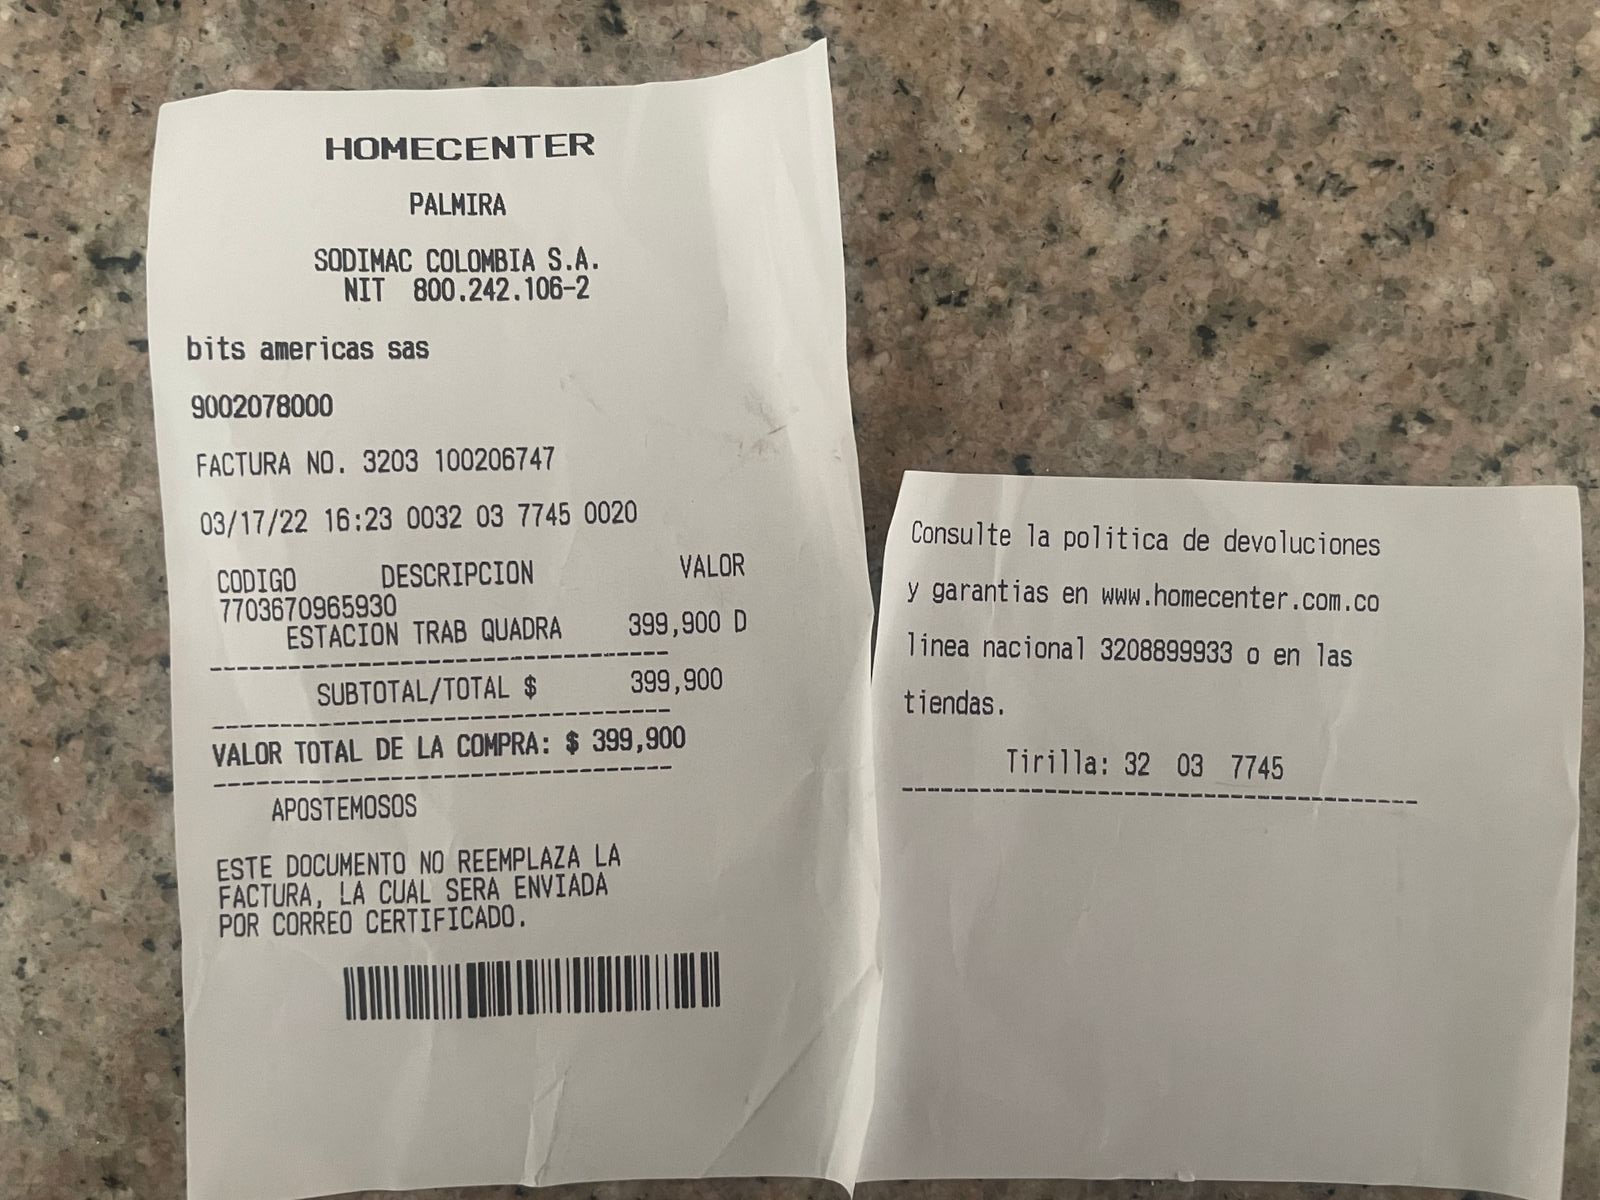 HOMECENTER
PALMIRA
SODIMAC COLOMBIA S.A.
NIT 800.242.106-2
bits americas sas
9002078000
FACTURA NO. 3203 100206747
03/17/22 16:23 0032 03 7745 0020
CODIGO DESCRIPCION VALOR
7703670965930
ESTACION TRAB QUADRA 399,900 D
SUBTOTAL/TOTAL $ 399,900
VALOR TOTAL DE LA COMPRA: $ 399,900
APOSTEMOSOS
ESTE DOCUMENTO NO REEMPLAZA LA
FACTURA, LA CUAL SERA ENVIADA
POR CORREO CERTIFICADO.
Consulte la politica de devoluciones
y garantias en www.homecenter.com.co
linea nacional 3208899933 o en las
tiendas.
Tirilla: 32 03 7745